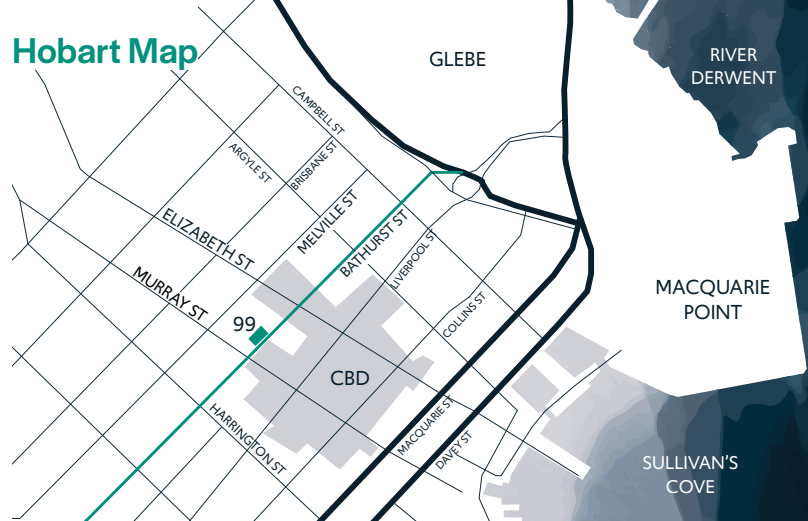 Hobart Map
GLEBE
RIVER
DERWENT
CAMPBELL ST
ARGYLE ST
BRISBANE ST
MELVILLE ST
ELIZABETH ST
BATHURST ST
LIVERPOOL ST
MURRAY ST
COLLINS ST
MACQUARIE
POINT
99
CBD
HARRINGTON ST
MACQUARIE ST
DAVEY ST
SULLIVAN'S
COVE